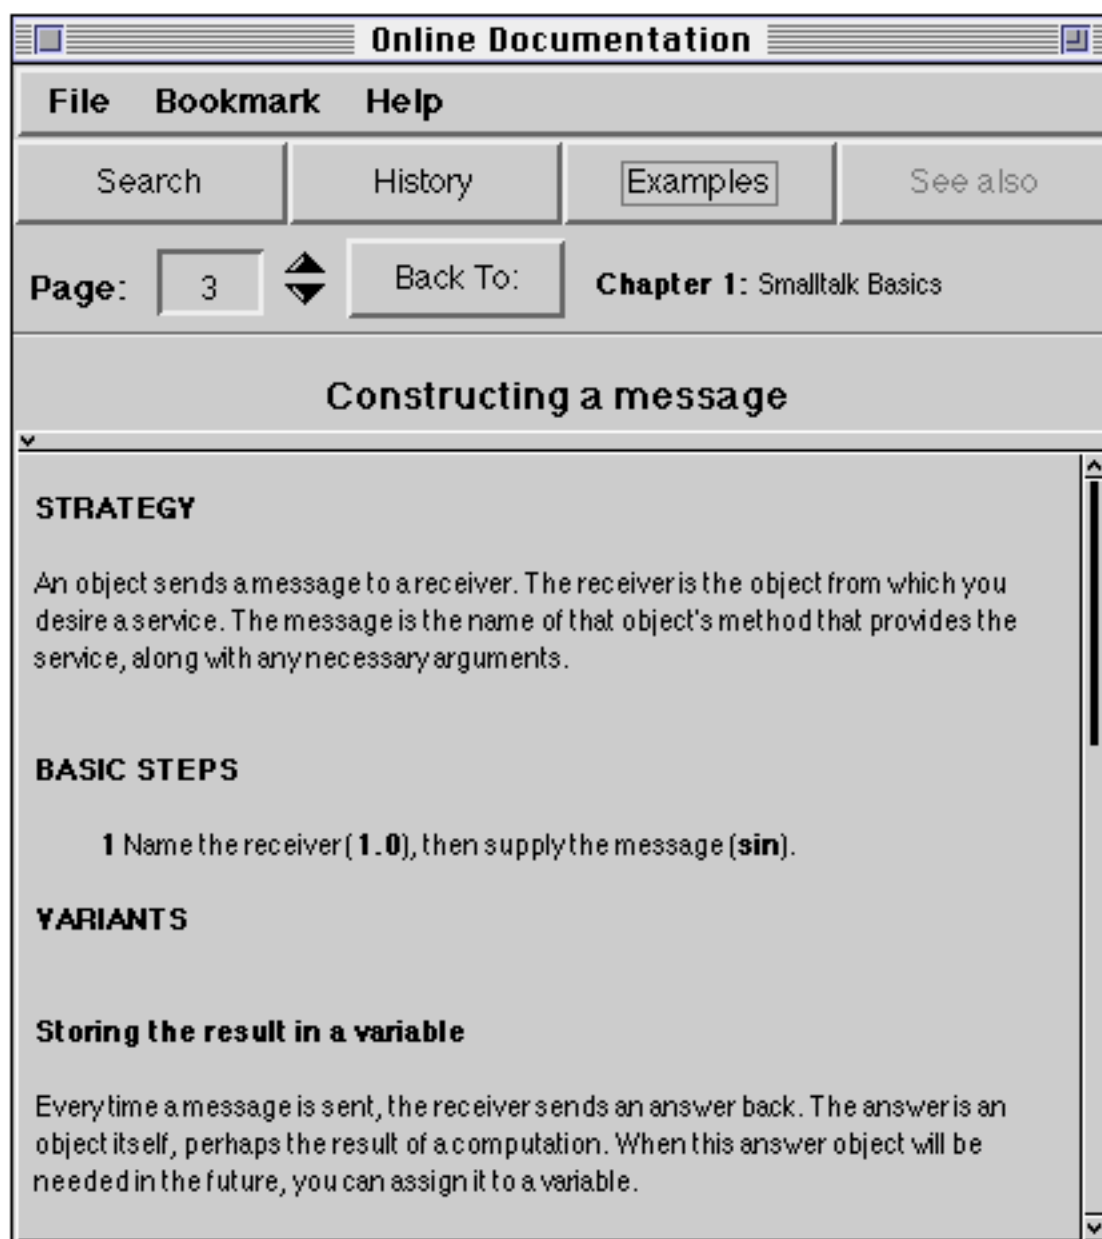 Online Documentation
File Bookmark Help
Search History Examples See also
Page: 3 Back To: Chapter 1: Smalltalk Basics
Constructing a message
STRATEGY
An object sends a message to a receiver. The receiver is the object from which you
desire a service. The message is the name of that object's method that provides the
service, along with any necessary arguments.
BASIC STEPS
1 Name the receiver (1.0), then supply the message (sin).
VARIANTS
Storing the result in a variable
Every time a message is sent, the receiver sends an answer back. The answer is an
object itself, perhaps the result of a computation. When this answer object will be
needed in the future, you can assign it to a variable.